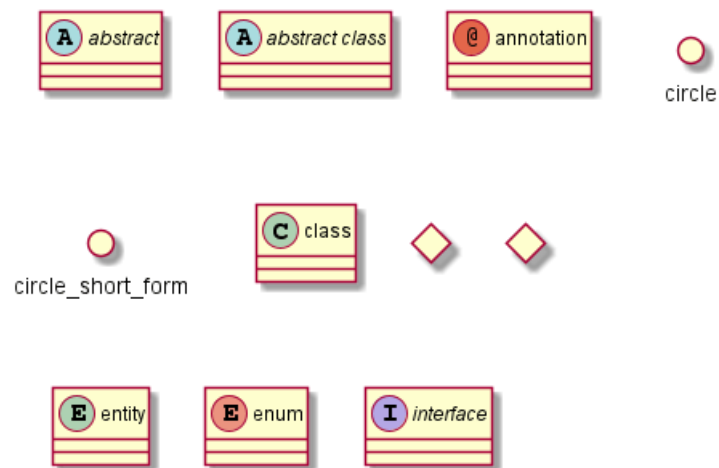 A abstract
A abstract class
@ annotation
circle
circle_short_form
C class
E entity
E enum
I interface